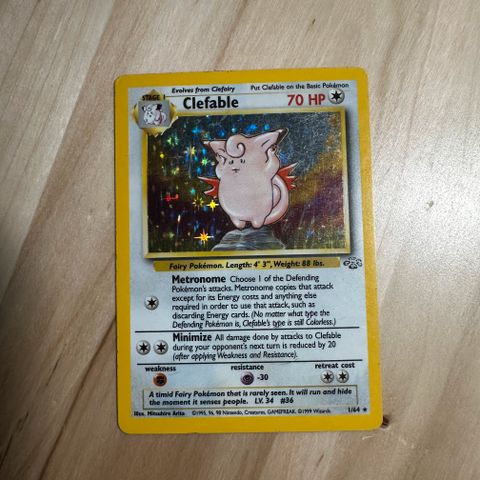 Evolves from Clefairy
Put Clefable on the Basic Pokémon
STAGE 1
Clefable
70 HP
Fairy Pokémon. Length: 4' 3", Weight: 88 lbs.
Metronome Choose 1 of the Defending
Pokémon's attacks. Metronome copies that attack
except for its Energy costs and anything else
required in order to use that attack, such as
discarding Energy cards. (No matter what type the
Defending Pokémon is, Clefable's type is still Colorless.)
Minimize All damage done by attacks to Clefable
during your opponent's next turn is reduced by 20
(after applying Weakness and Resistance).
weakness
resistance
retreat cost
-30
A timid Fairy Pokémon that is rarely seen. It will run and hide
the moment it senses people. LV. 34 #36
Illus. Mitsuhiro Arita
©1995, 96, 98 Nintendo, Creatures, GAMEFREAK. ©1999 Wizards.
1/64 ★